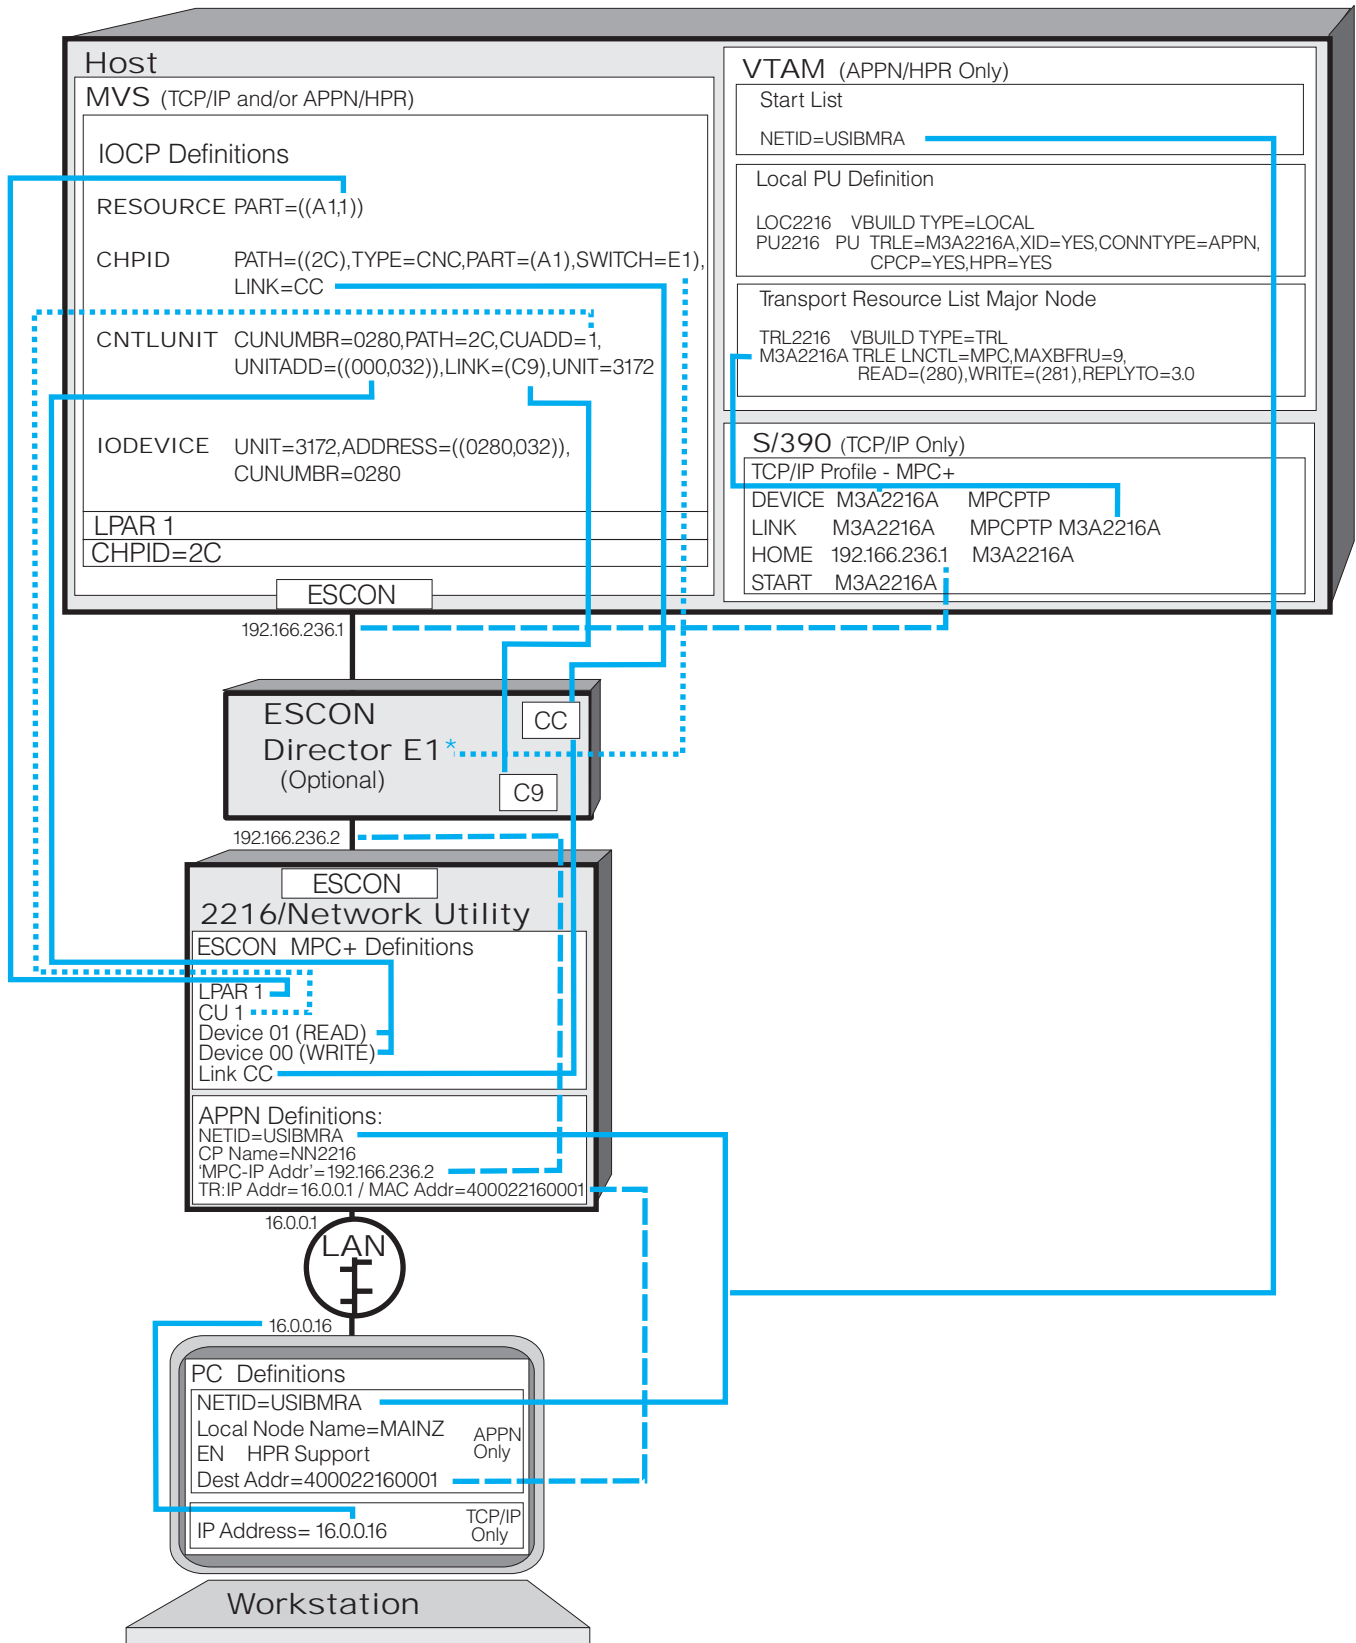 Host
MVS (TCP/IP and/or APPN/HPR)
IOCP Definitions
RESOURCE PART=((A1,1))
CHPID PATH=((2C),TYPE=CNC,PART=(A1),SWITCH=E1),
LINK=CC
CNTLUNIT CUNUMBR=0280,PATH=2C,CUADD=1,
UNITADD=((000,032)),LINK=(C9),UNIT=3172
IODEVICE UNIT=3172,ADDRESS=((0280,032)),
CUNUMBR=0280
LPAR 1
CHPID=2C
ESCON
VTAM (APPN/HPR Only)
Start List
NETID=USIBMRA
Local PU Definition
LOC2216 VBUILD TYPE=LOCAL
PU2216 PU TRLE=M3A2216A,XID=YES,CONNTYPE=APPN,
CPCP=YES,HPR=YES
Transport Resource List Major Node
TRL2216 VBUILD TYPE=TRL
M3A2216A TRLE LNCTL=MPC,MAXBFRU=9,
READ=(280),WRITE=(281),REPLYTO=3.0
S/390 (TCP/IP Only)
TCP/IP Profile - MPC+
DEVICE M3A2216A MPCPTP
LINK M3A2216A MPCPTP M3A2216A
HOME 192.166.236.1 M3A2216A
START M3A2216A
192.166.236.1
ESCON
Director E1*
(Optional)
CC
C9
192.166.236.2
ESCON
2216/Network Utility
ESCON MPC+ Definitions
LPAR 1
CU 1
Device 01 (READ)
Device 00 (WRITE)
Link CC
APPN Definitions:
NETID=USIBMRA
CP Name=NN2216
'MPC-IP Addr'=192.166.236.2
TR:IP Addr=16.0.0.1 / MAC Addr=400022160001
16.0.0.1
LAN
16.0.0.16
PC Definitions
NETID=USIBMRA
Local Node Name=MAINZ
EN HPR Support
Dest Addr=400022160001
APPN
Only
IP Address= 16.0.0.16
TCP/IP
Only
Workstation